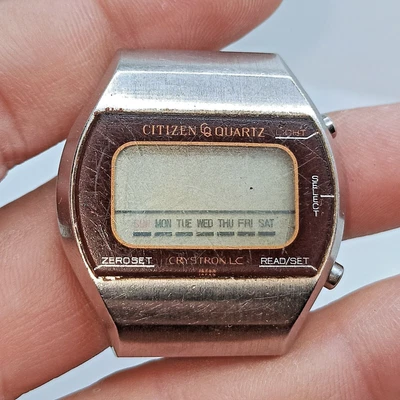 CITIZEN QUARTZ
LIGHT
SELECT
MON TUE WED THU FRI SAT
ZEROSET
CRYSTRON LC
READ/SET